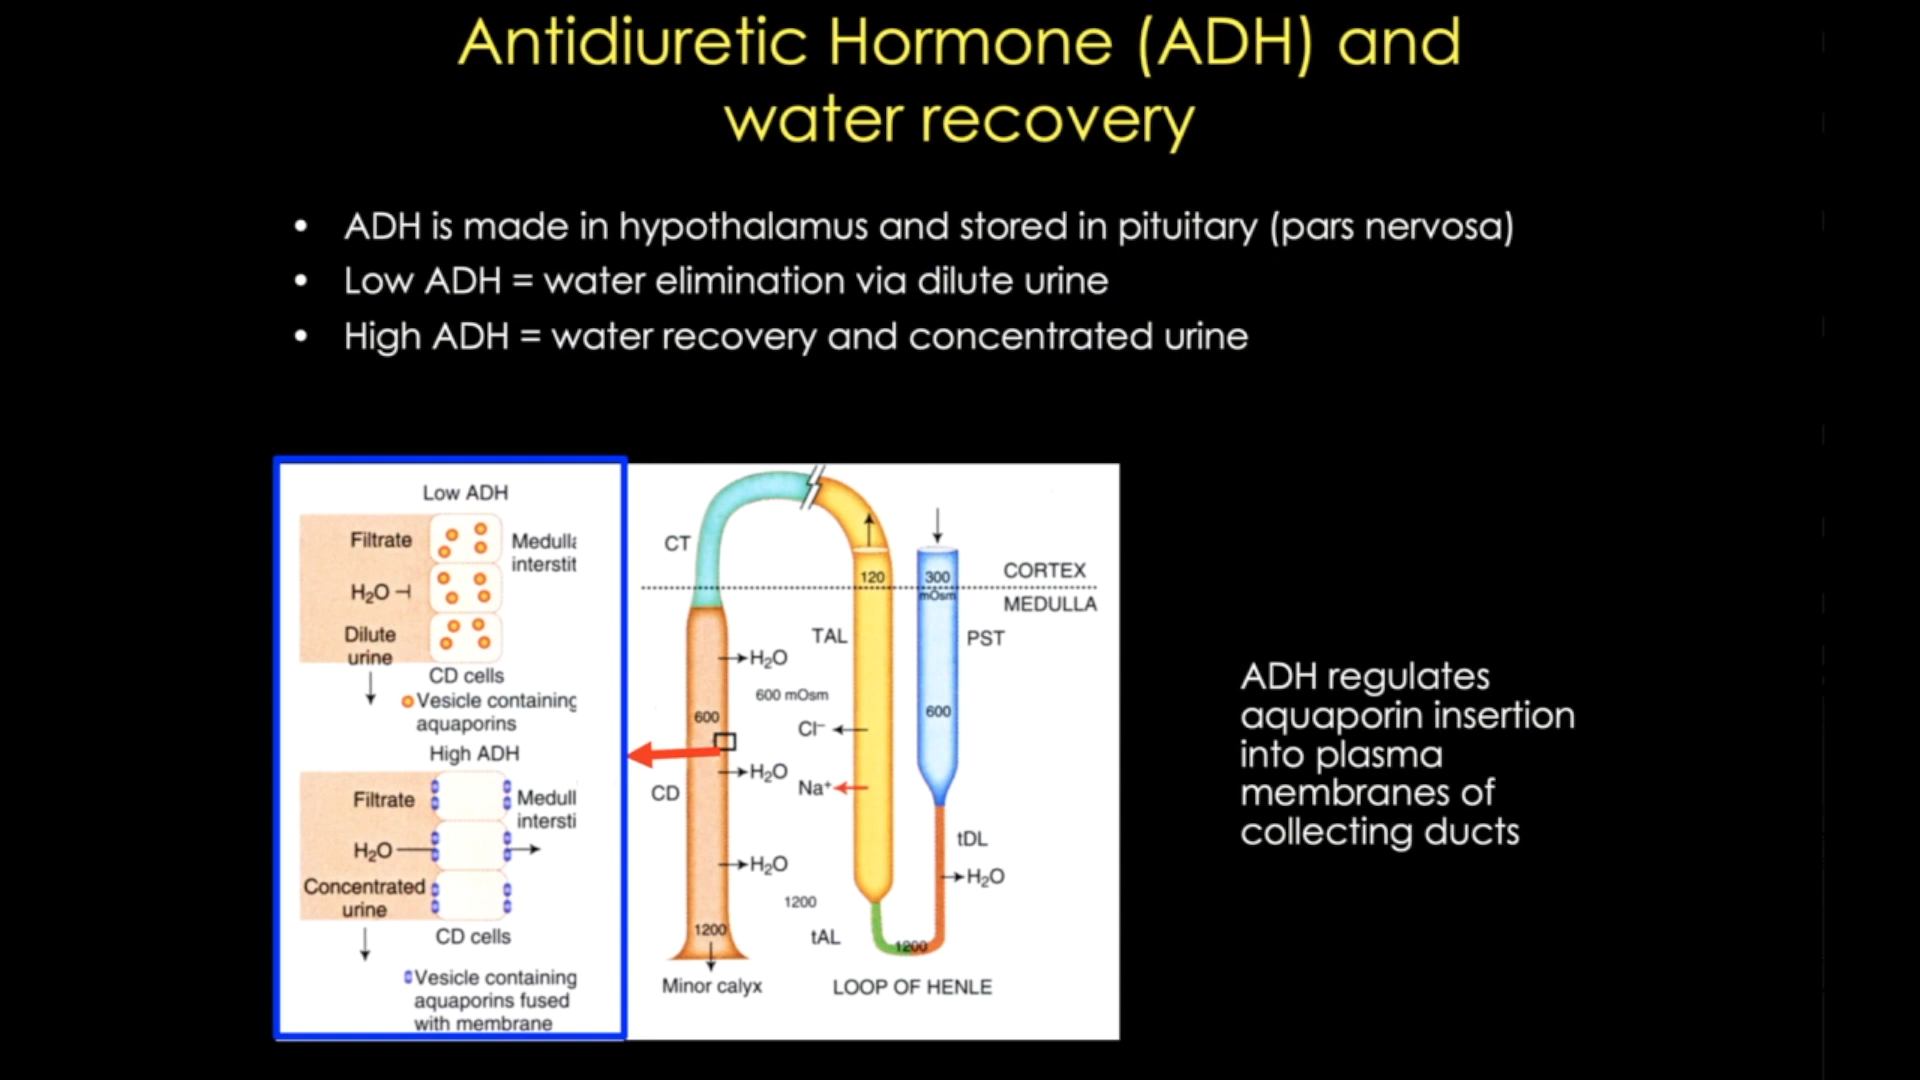 Antidiuretic Hormone (ADH) and
water recovery
• ADH is made in hypothalamus and stored in pituitary (pars nervosa)
• Low ADH = water elimination via dilute urine
• High ADH = water recovery and concentrated urine
Low ADH
Filtrate
Medulla
interstit
H₂O
Dilute
urine
CD cells
Vesicle containing
aquaporins
High ADH
Filtrate
Medull
intersti
H₂O
Concentrated
urine
CD cells
Vesicle containing
aquaporins fused
with membrane
CT
120
300
mOsm
CORTEX
MEDULLA
TAL
PST
H₂O
600 mOsm
600
600
Cl⁻
H₂O
Na⁺
CD
tDL
H₂O
H₂O
1200
1200
tAL
1200
Minor calyx
LOOP OF HENLE
ADH regulates
aquaporin insertion
into plasma
membranes of
collecting ducts